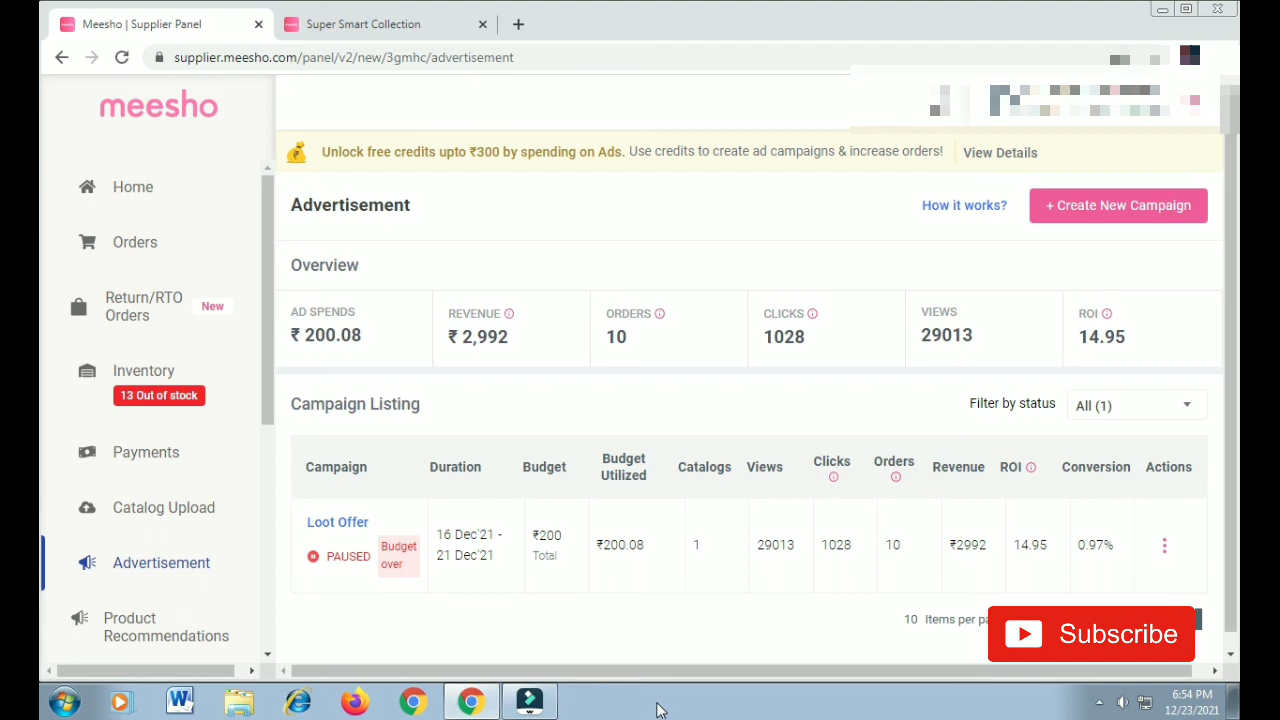 Meesho | Supplier Panel
Super Smart Collection
supplier.meesho.com/panel/v2/new/3gmhc/advertisement
meesho
Unlock free credits upto ₹300 by spending on Ads. Use credits to create ad campaigns & increase orders!
View Details
Home
Orders
Return/RTO
Orders
New
Inventory
13 Out of stock
Payments
Catalog Upload
Advertisement
Product
Recommendations
Advertisement
How it works?
+ Create New Campaign
Overview
AD SPENDS
₹ 200.08
REVENUE
₹ 2,992
ORDERS
10
CLICKS
1028
VIEWS
29013
ROI
14.95
Campaign Listing
Filter by status
All (1)
Campaign Duration Budget Budget Utilized Catalogs Views Clicks Orders Revenue ROI Conversion Actions
Loot Offer
PAUSED
Budget
over
16 Dec'21 -
21 Dec'21
₹200
Total
₹200.08
1
29013
1028
10
₹2992
14.95
0.97%
10 Items per pa
Subscribe
6:54 PM
12/23/2021